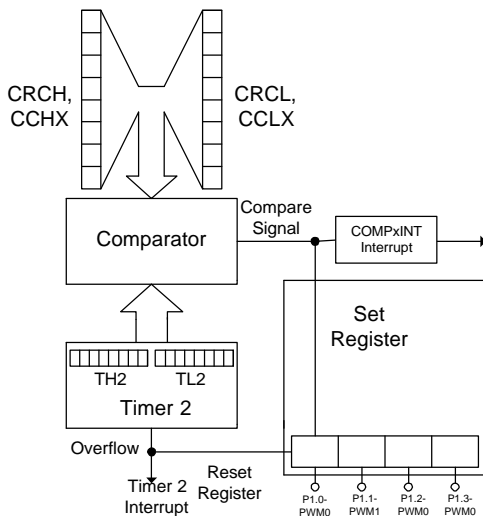 CRCH,
CCHX
CRCL,
CCLX
Compare
Signal
Comparator
COMPxINT
Interrupt
Set
Register
TH2
TL2
Timer 2
Overflow
Reset
Register
Timer 2
Interrupt
P1.0-
PWM0
P1.1-
PWM1
P1.2-
PWM0
P1.3-
PWM0